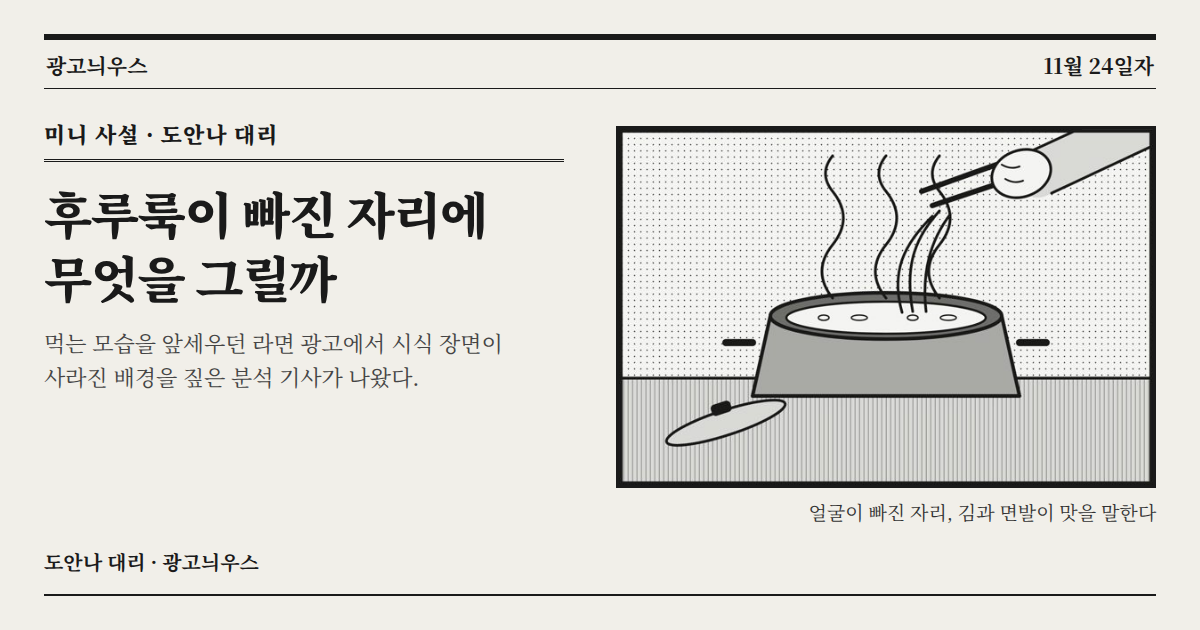 광고늬우스
11월 24일자
미니 사설 · 도안나 대리
후루룩이 빠진 자리에
무엇을 그릴까
먹는 모습을 앞세우던 라면 광고에서 시식 장면이
사라진 배경을 짚은 분석 기사가 나왔다.
얼굴이 빠진 자리, 김과 면발이 맛을 말한다
도안나 대리 · 광고늬우스